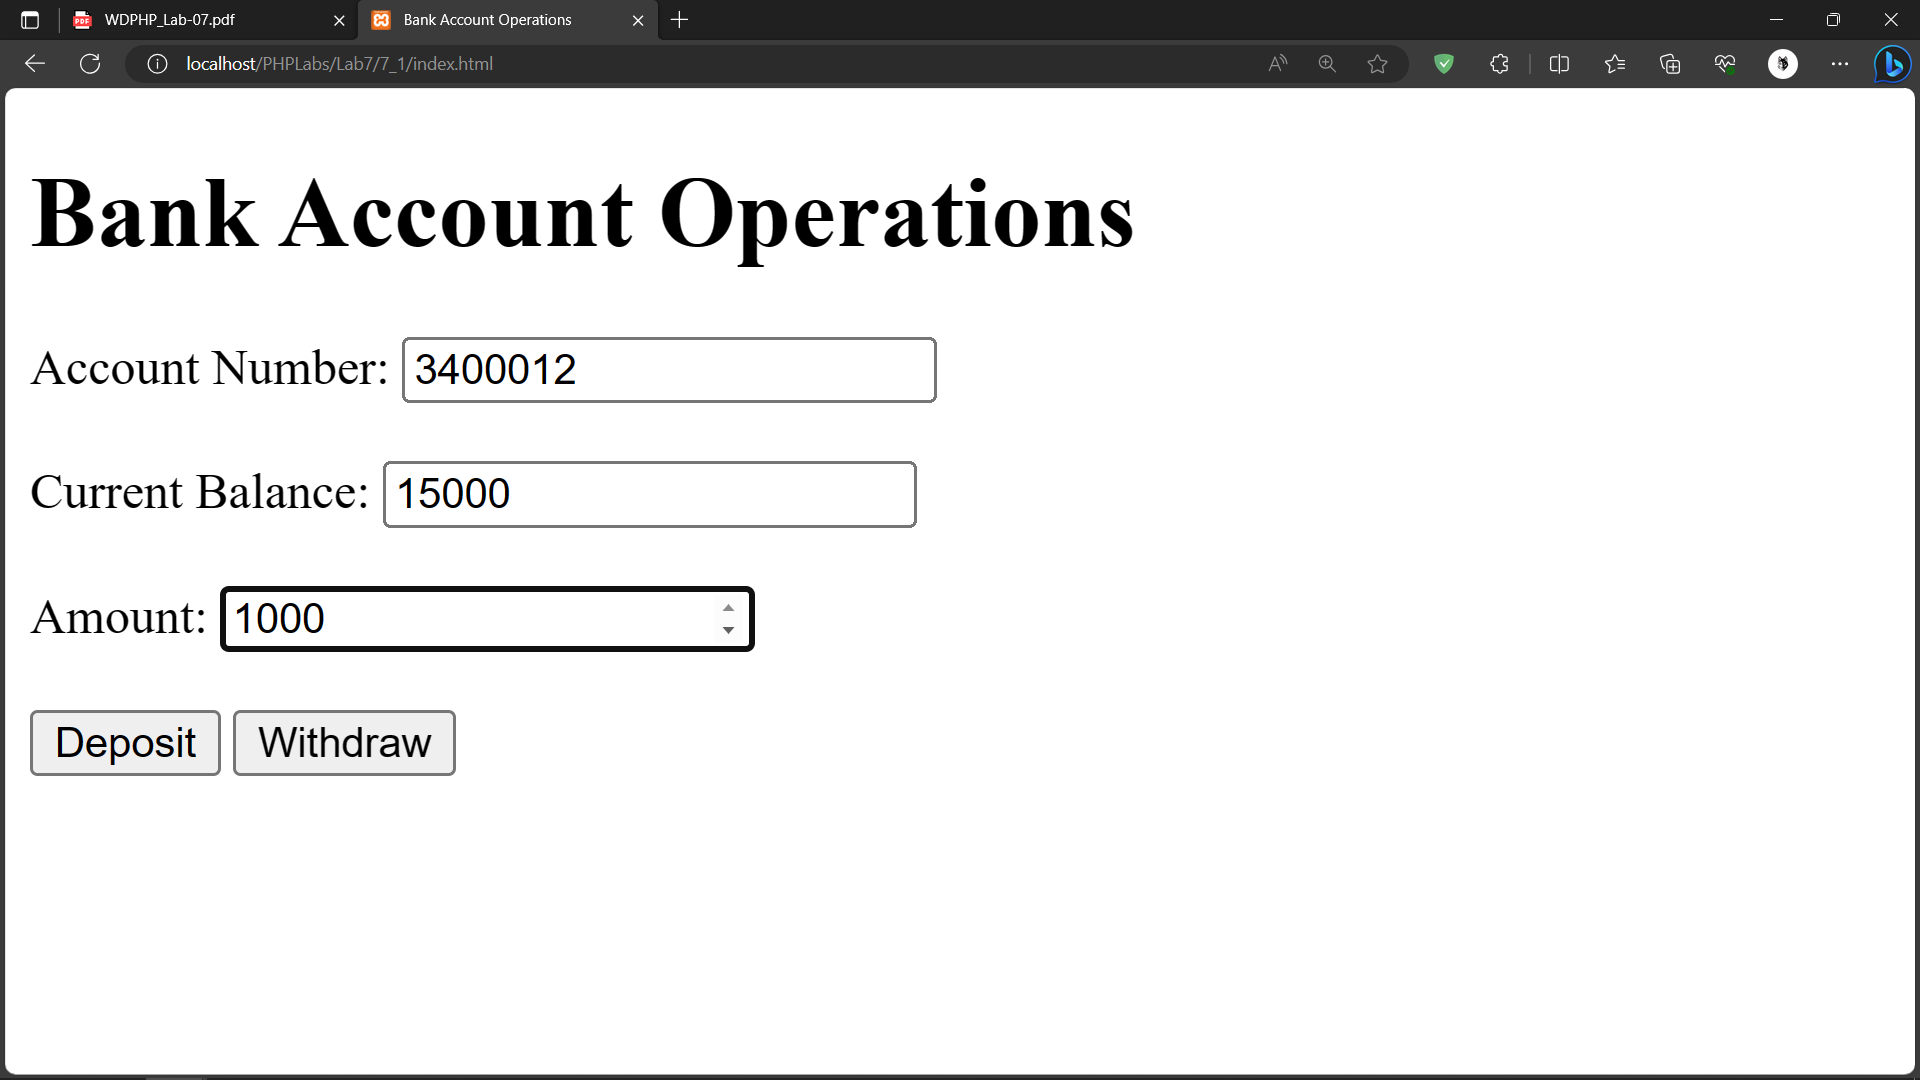 WDPHP_Lab-07.pdf
Bank Account Operations
localhost/PHPLabs/Lab7/7_1/index.html
Bank Account Operations
Account Number: 3400012
Current Balance: 15000
Amount: 1000
Deposit Withdraw